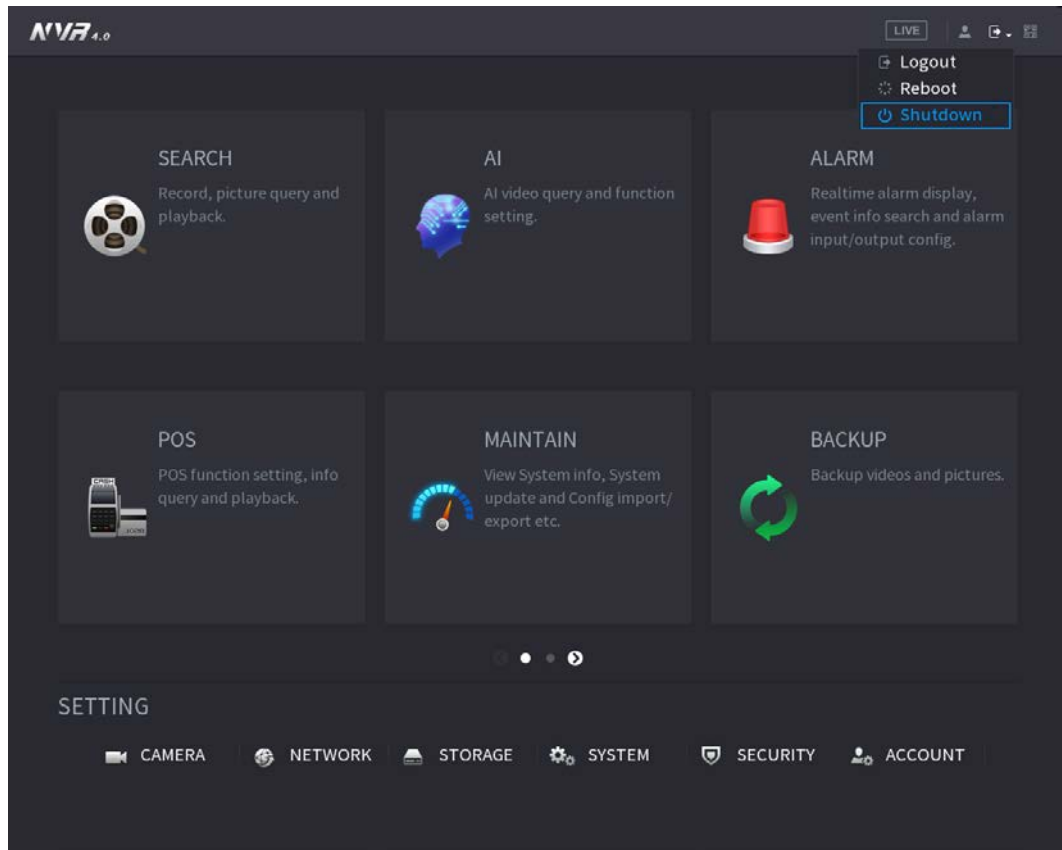 NVR 4.0
LIVE
Logout
Reboot
Shutdown
SEARCH
Record, picture query and
playback.
AI
AI video query and function
setting.
ALARM
Realtime alarm display,
event info search and alarm
input/output config.
POS
POS function setting, info
query and playback.
MAINTAIN
View System info, System
update and Config import/
export etc.
BACKUP
Backup videos and pictures.
SETTING
CAMERA
NETWORK
STORAGE
SYSTEM
SECURITY
ACCOUNT